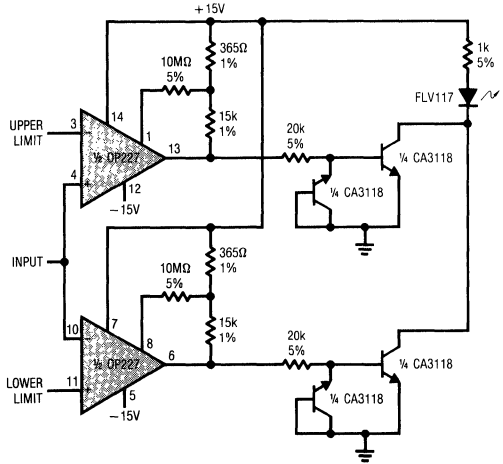 +15V
365Ω
1%
10MΩ
5%
1k
5%
FLV117
14
1
15k
1%
UPPER
LIMIT
3
−
½ OP227
13
20k
5%
¼ CA3118
4
+
12
−15V
¼ CA3118
INPUT
365Ω
1%
10MΩ
5%
7
8
15k
1%
10
−
½ OP227
6
20k
5%
¼ CA3118
LOWER
LIMIT
11
+
5
−15V
¼ CA3118